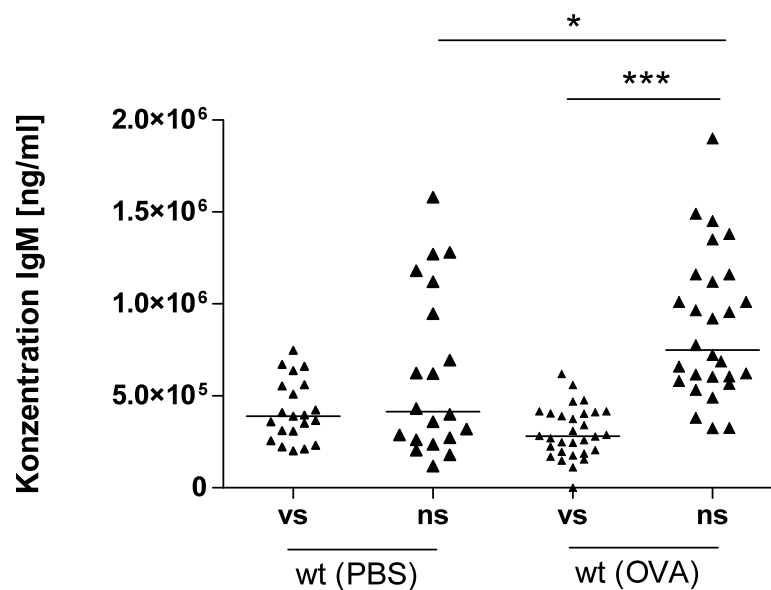 *
***
Konzentration IgM [ng/ml]
2.0×10⁶
1.5×10⁶
1.0×10⁶
5.0×10⁵
0
vs ns vs ns
wt (PBS) wt (OVA)